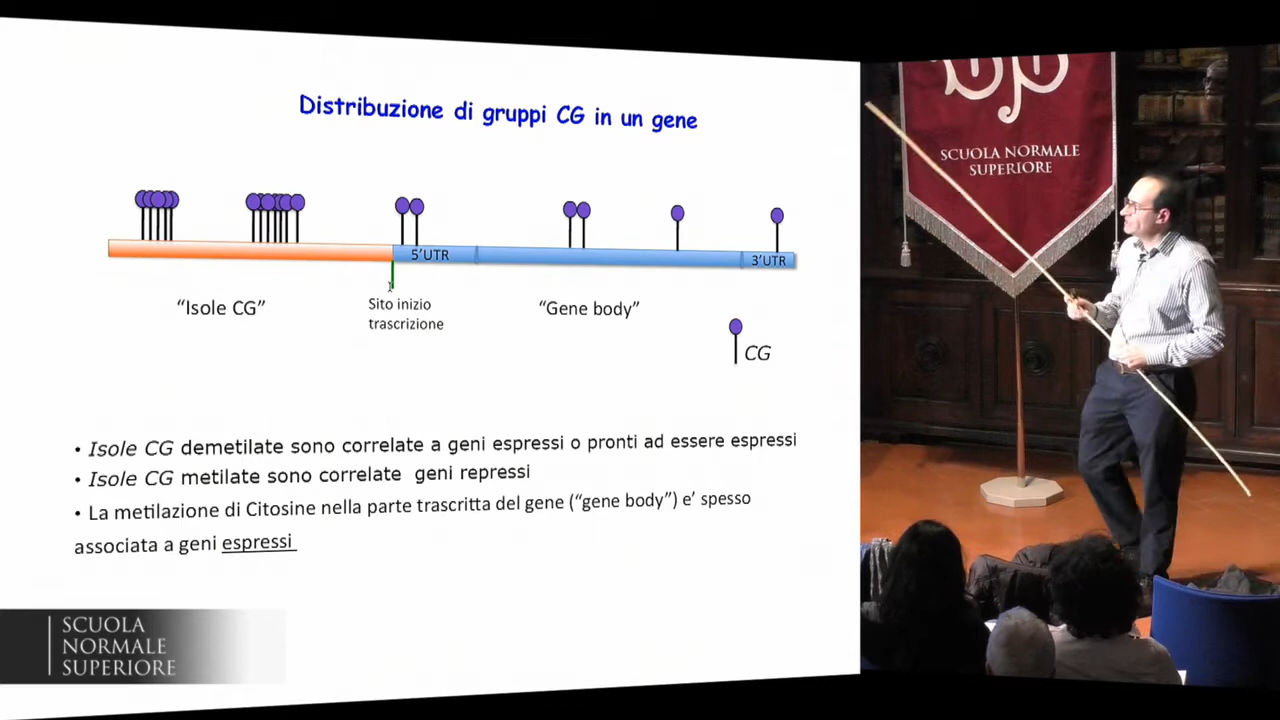 Distribuzione di gruppi CG in un gene
5'UTR
3'UTR
"Isole CG"
Sito inizio
trascrizione
"Gene body"
CG
• Isole CG demetilate sono correlate a geni espressi o pronti ad essere espressi
• Isole CG metilate sono correlate  geni repressi
• La metilazione di Citosine nella parte trascritta del gene ("gene body") e' spesso
associata a geni espressi
SCUOLA
NORMALE
SUPERIORE
SCUOLA NORMALE
SUPERIORE